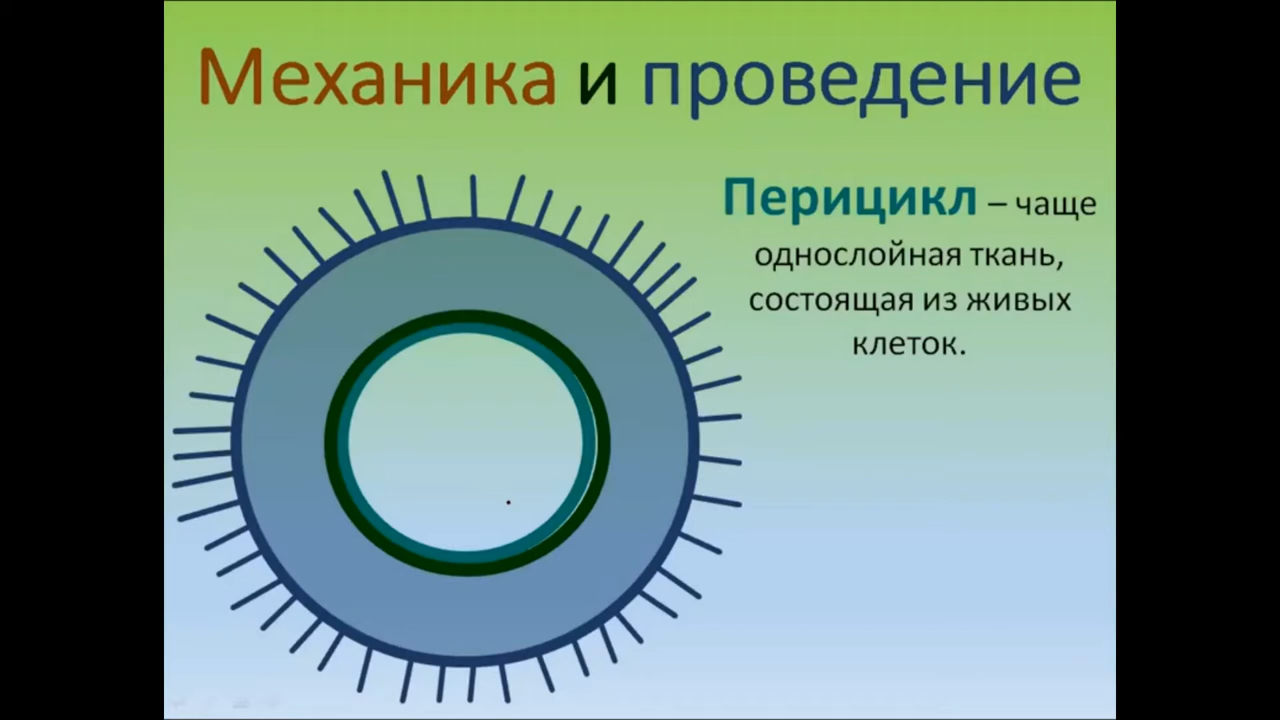 Механика и проведение
Перицикл – чаще
однослойная ткань,
состоящая из живых
клеток.